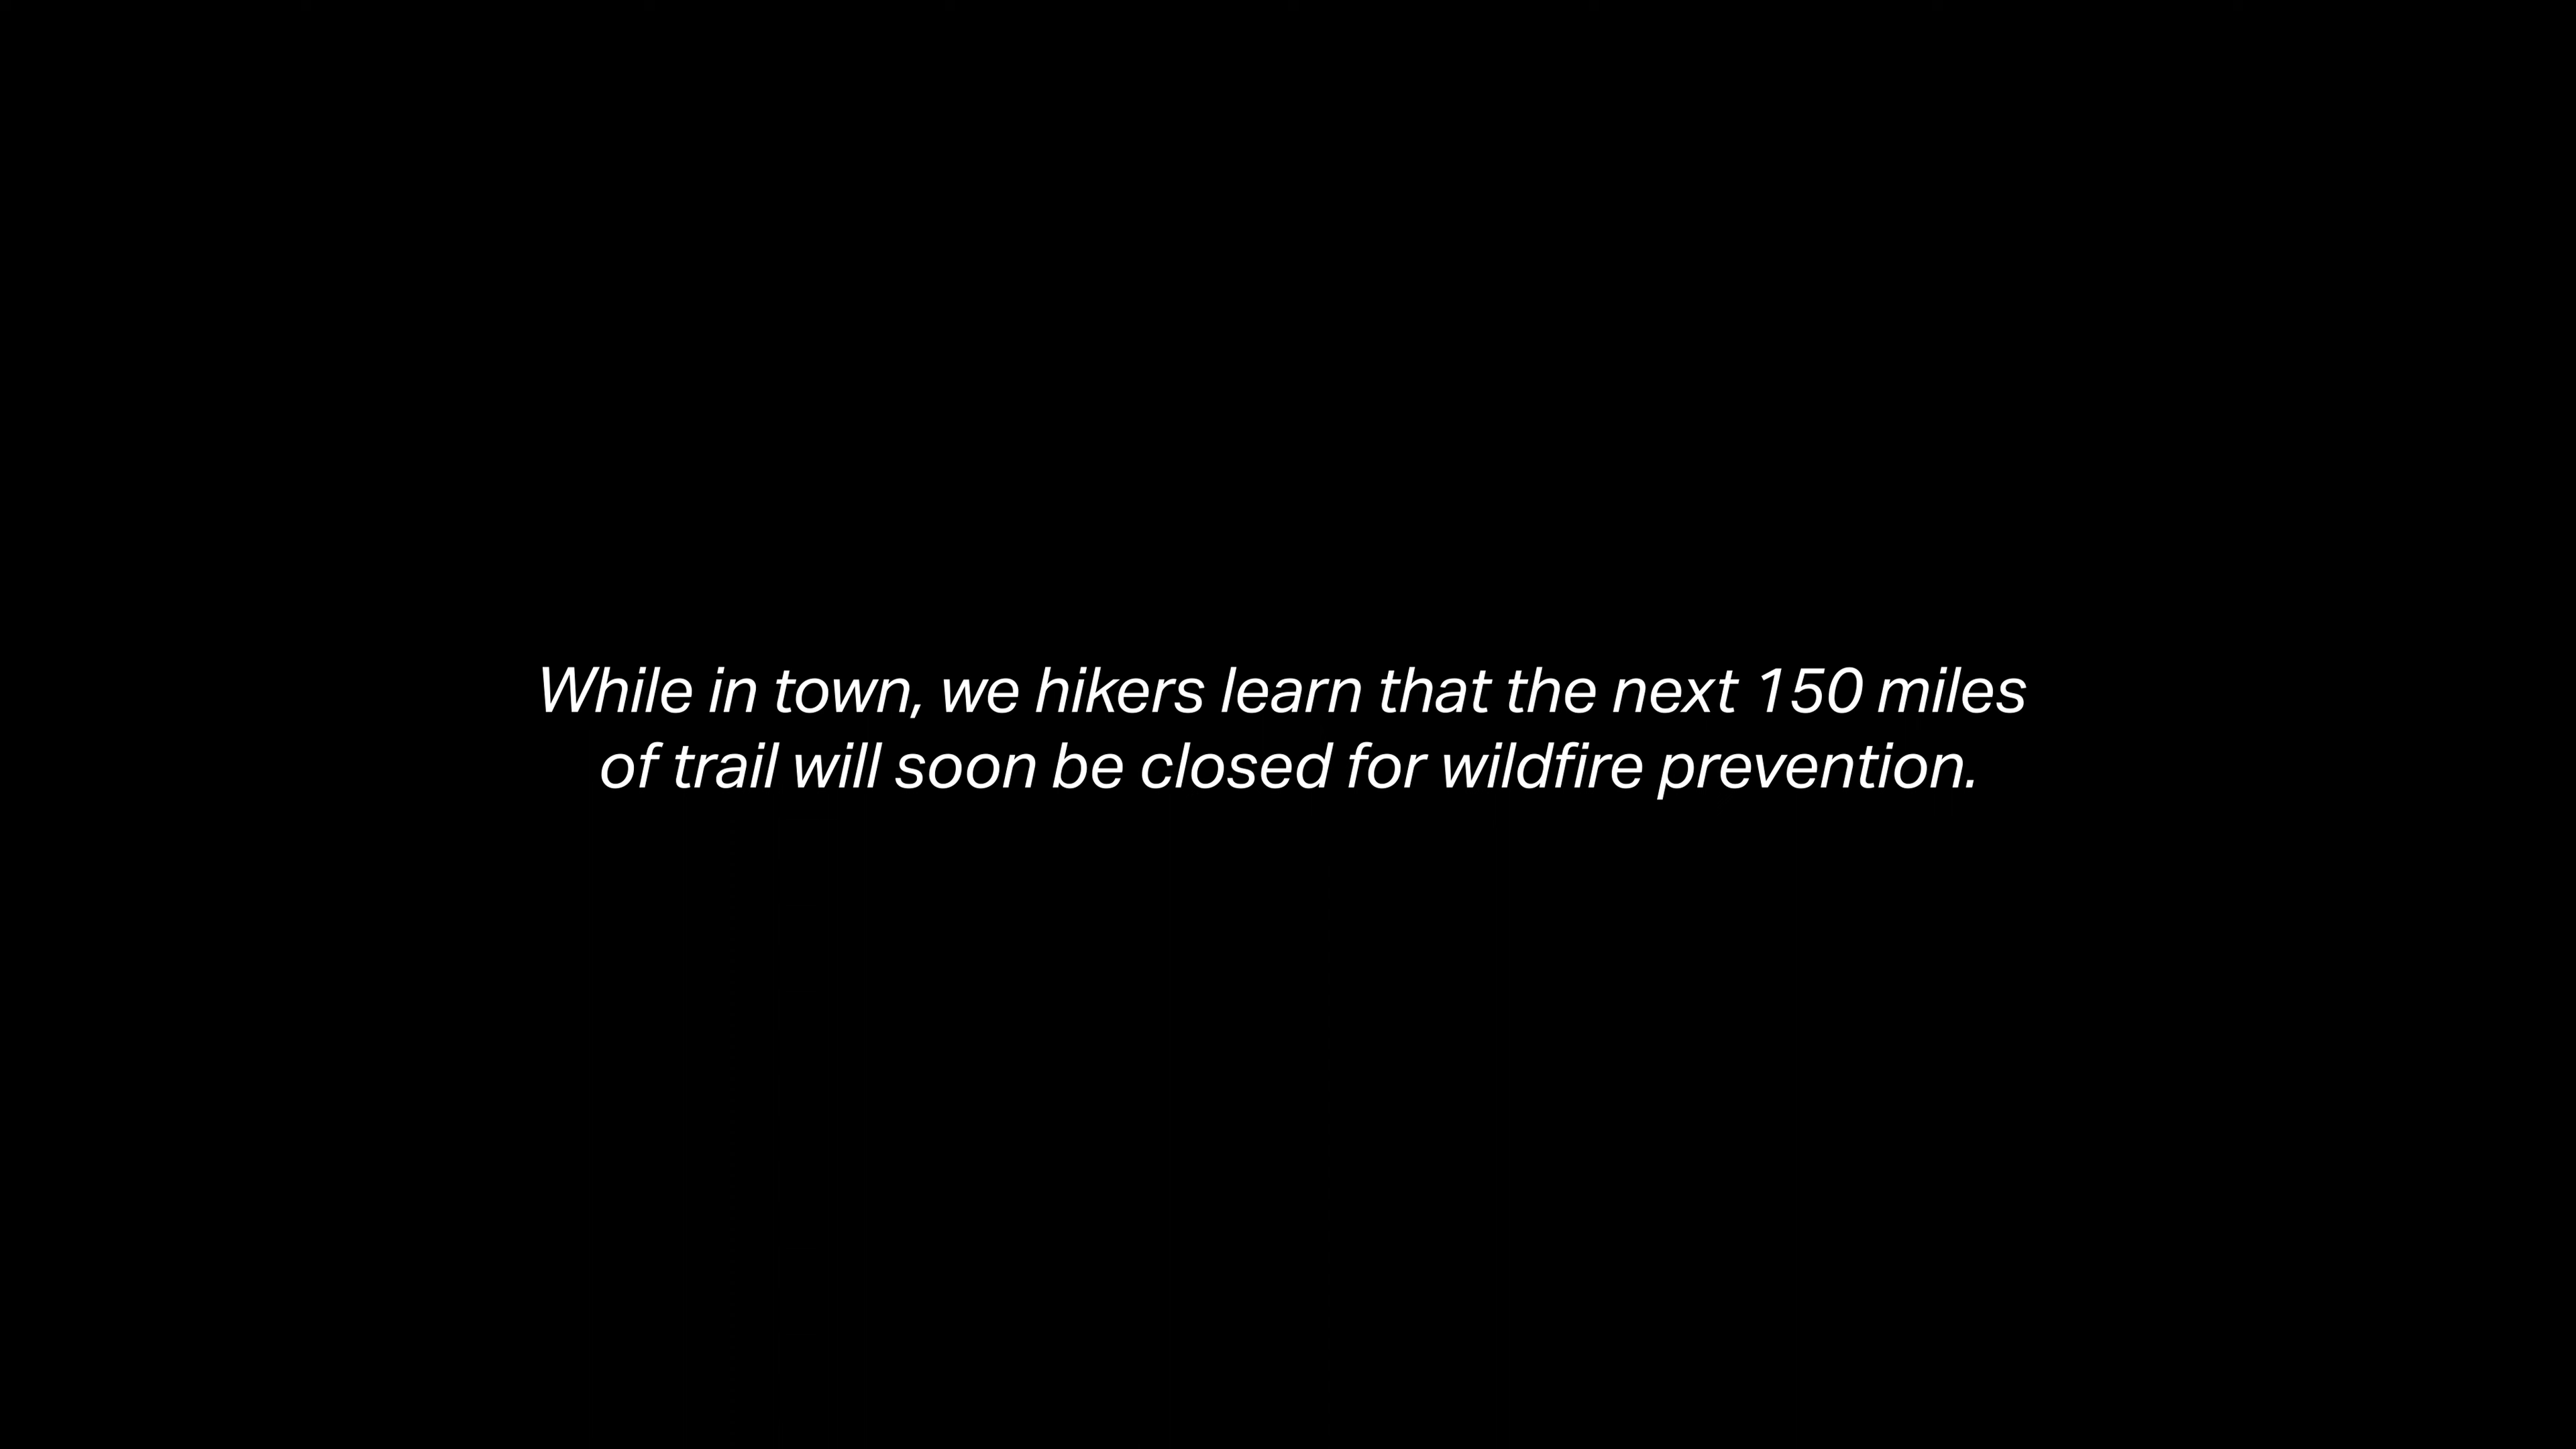 While in town, we hikers learn that the next 150 miles
of trail will soon be closed for wildfire prevention.